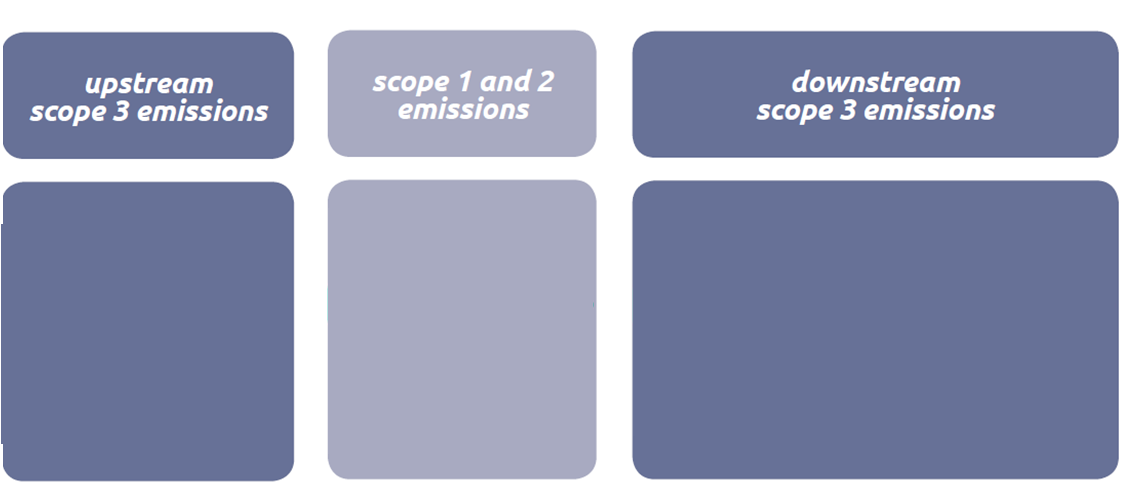 upstream
scope 3 emissions
scope 1 and 2
emissions
downstream
scope 3 emissions